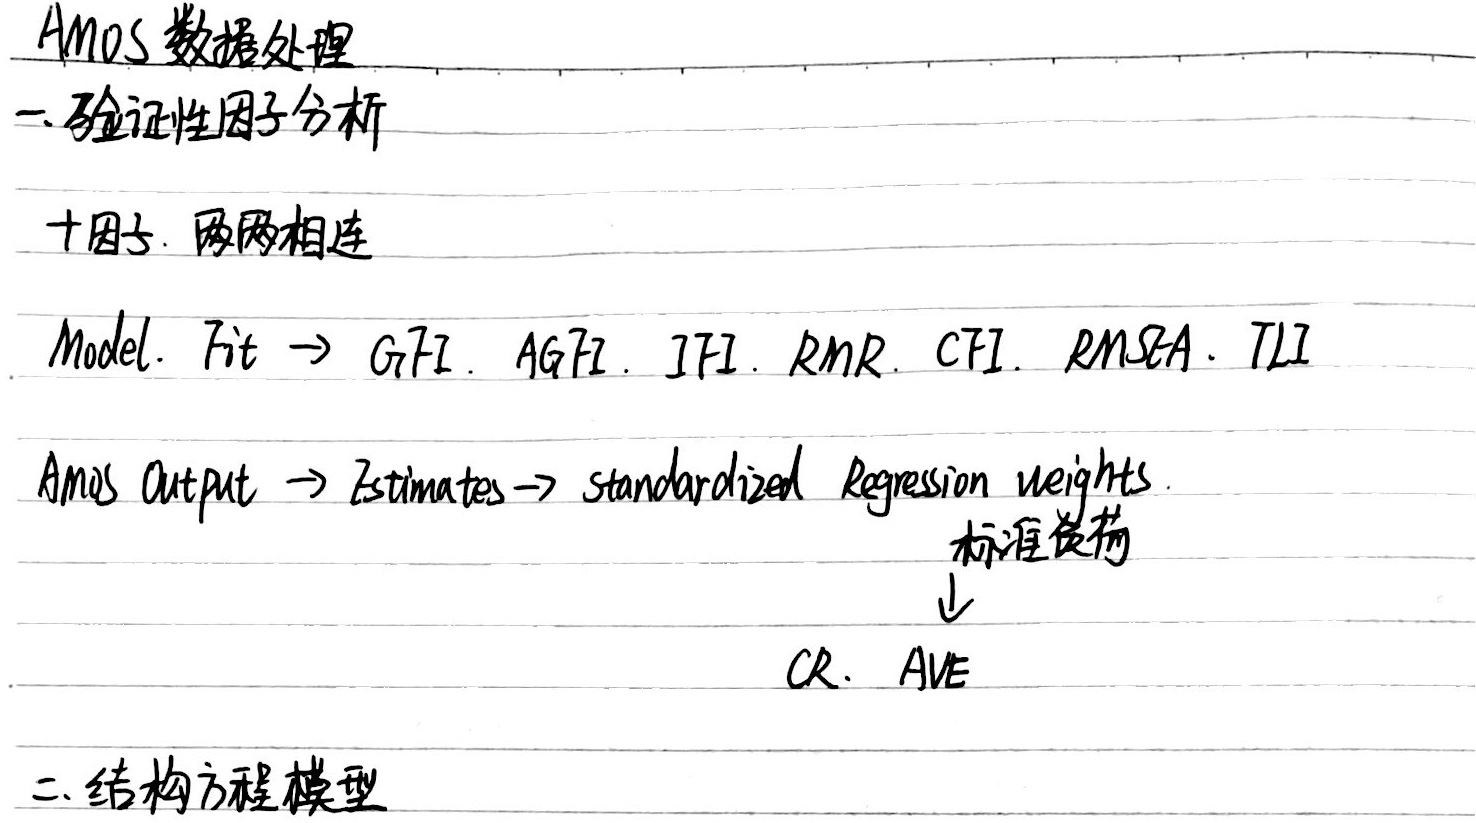 AMOS 数据处理
一、验证性因子分析
十因子. 两两相连
Model. Fit → GFI. AGFI. IFI. RMR. CFI. RMSEA. TLI
Amos Output → Estimates → standardized Regression weights.
标准负荷
↓
CR. AVE
二、结构方程模型